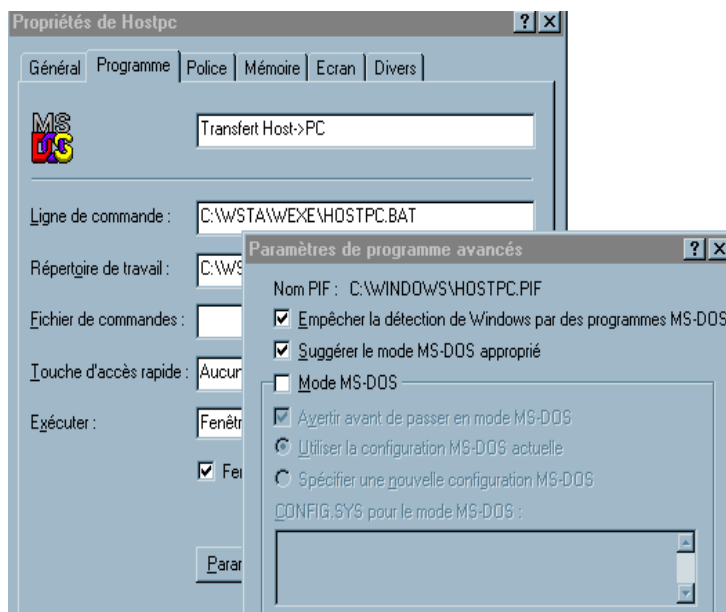 Propriétés de Hostpc
Général Programme Police Mémoire Ecran Divers
MS
DOS
Transfert Host->PC
Ligne de commande : C:\WSTA\WEXE\HOSTPC.BAT
Répertoire de travail : C:\WS
Fichier de commandes :
Touche d'accès rapide : Aucun
Exécuter :
Paramètres de programme avancés
Nom PIF : C:\WINDOWS\HOSTPC.PIF
Empêcher la détection de Windows par des programmes MS-DOS
Suggérer le mode MS-DOS approprié
Mode MS-DOS
Avertir avant de passer en mode MS-DOS
Utiliser la configuration MS-DOS actuelle
Spécifier une nouvelle configuration MS-DOS
CONFIG.SYS pour le mode MS-DOS :